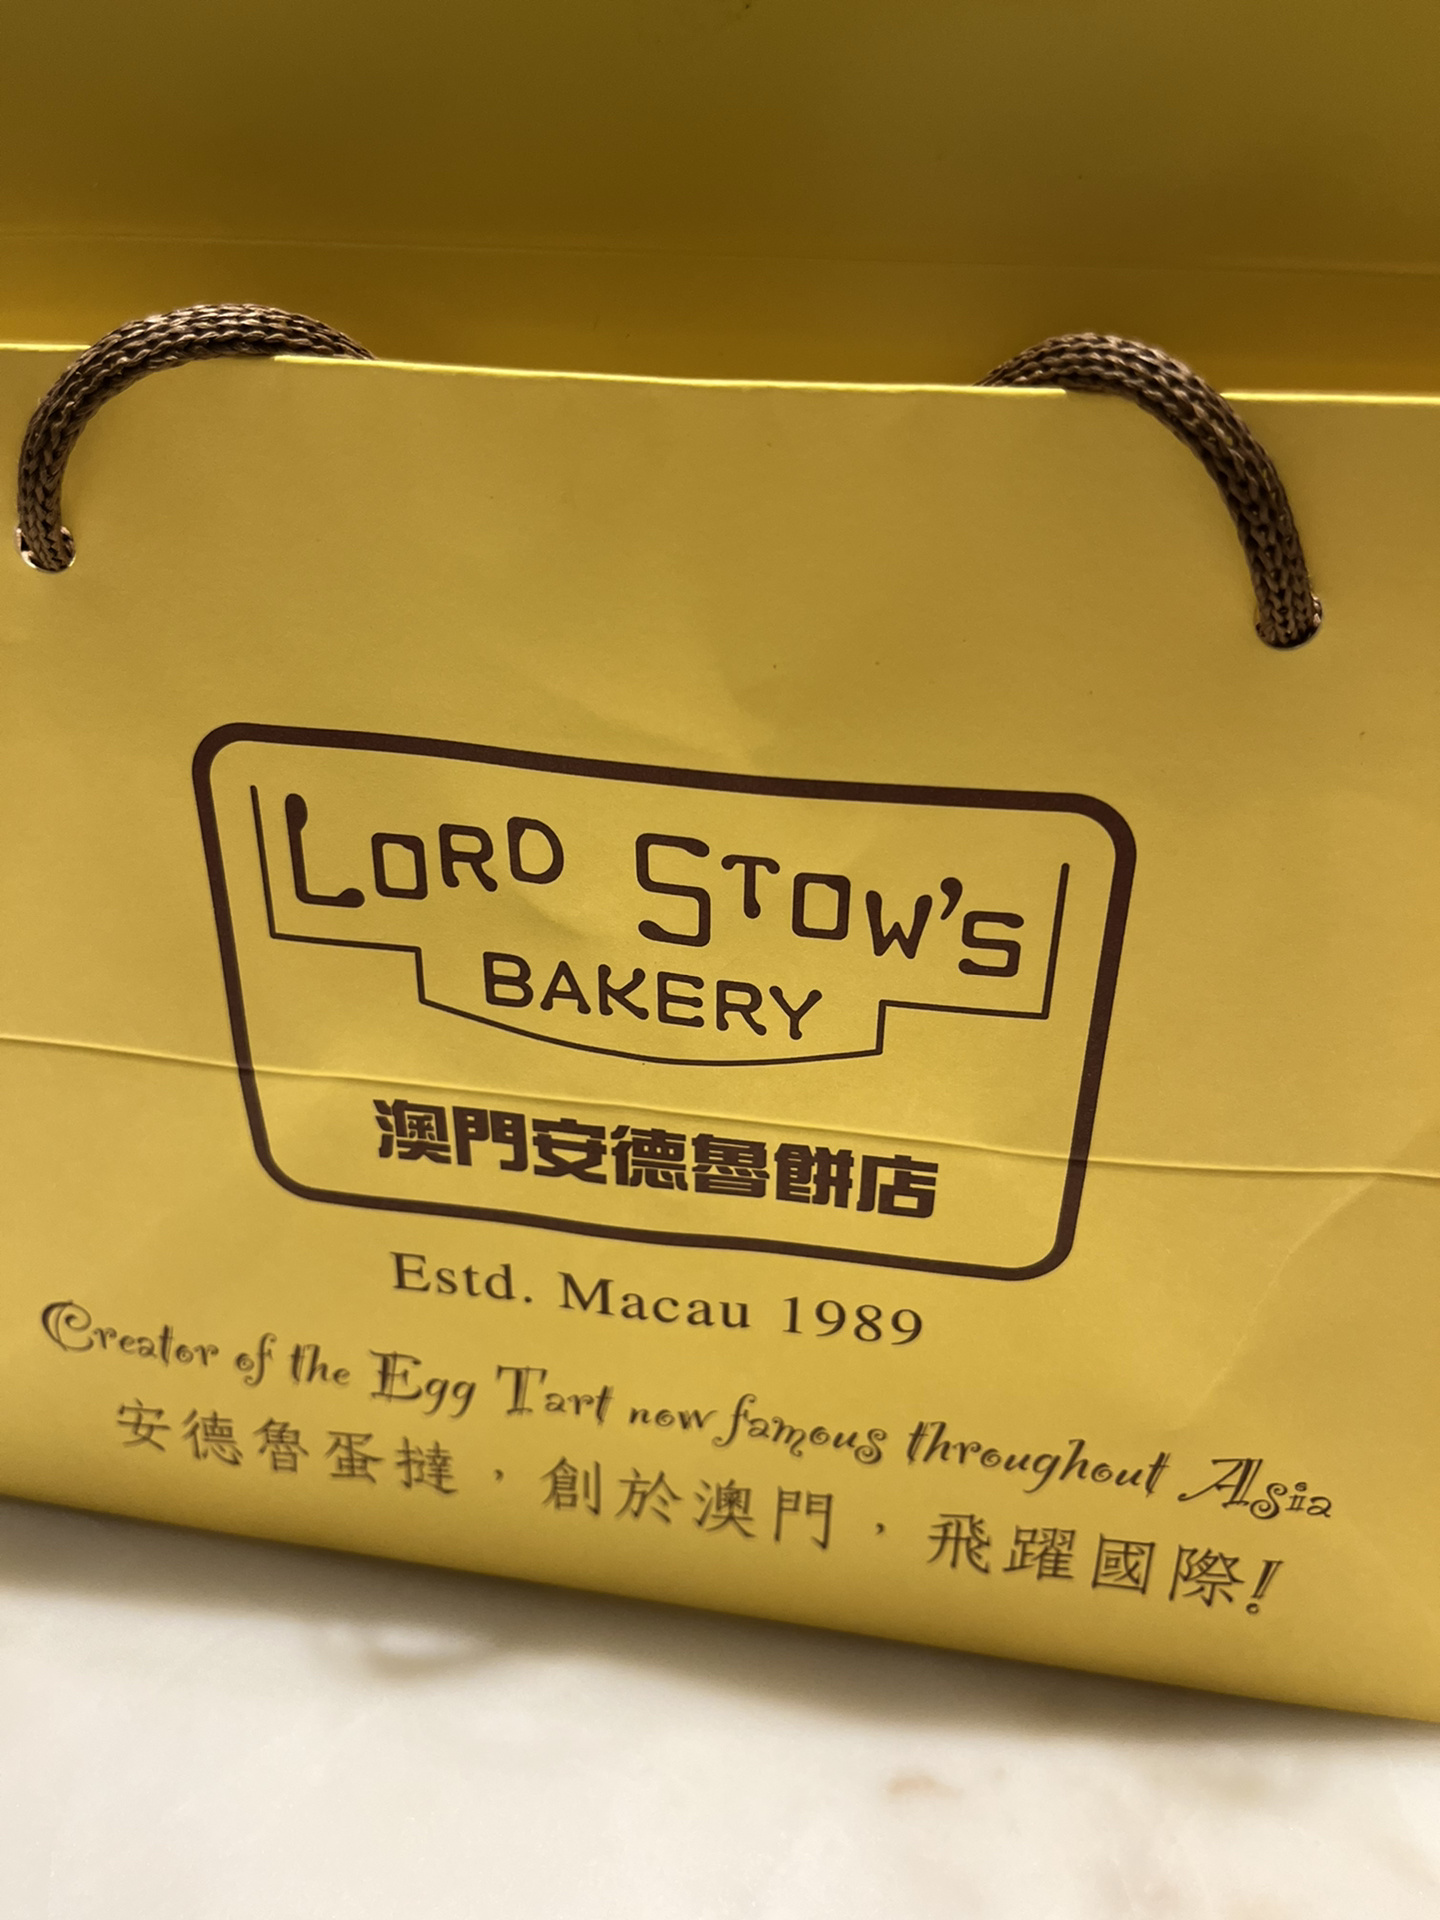 LORD STOW'S
BAKERY
澳門安德魯餅店
Estd. Macau 1989
Creator of the Egg Tart now famous throughout Asia
安德魯蛋撻，創於澳門，飛躍國際!